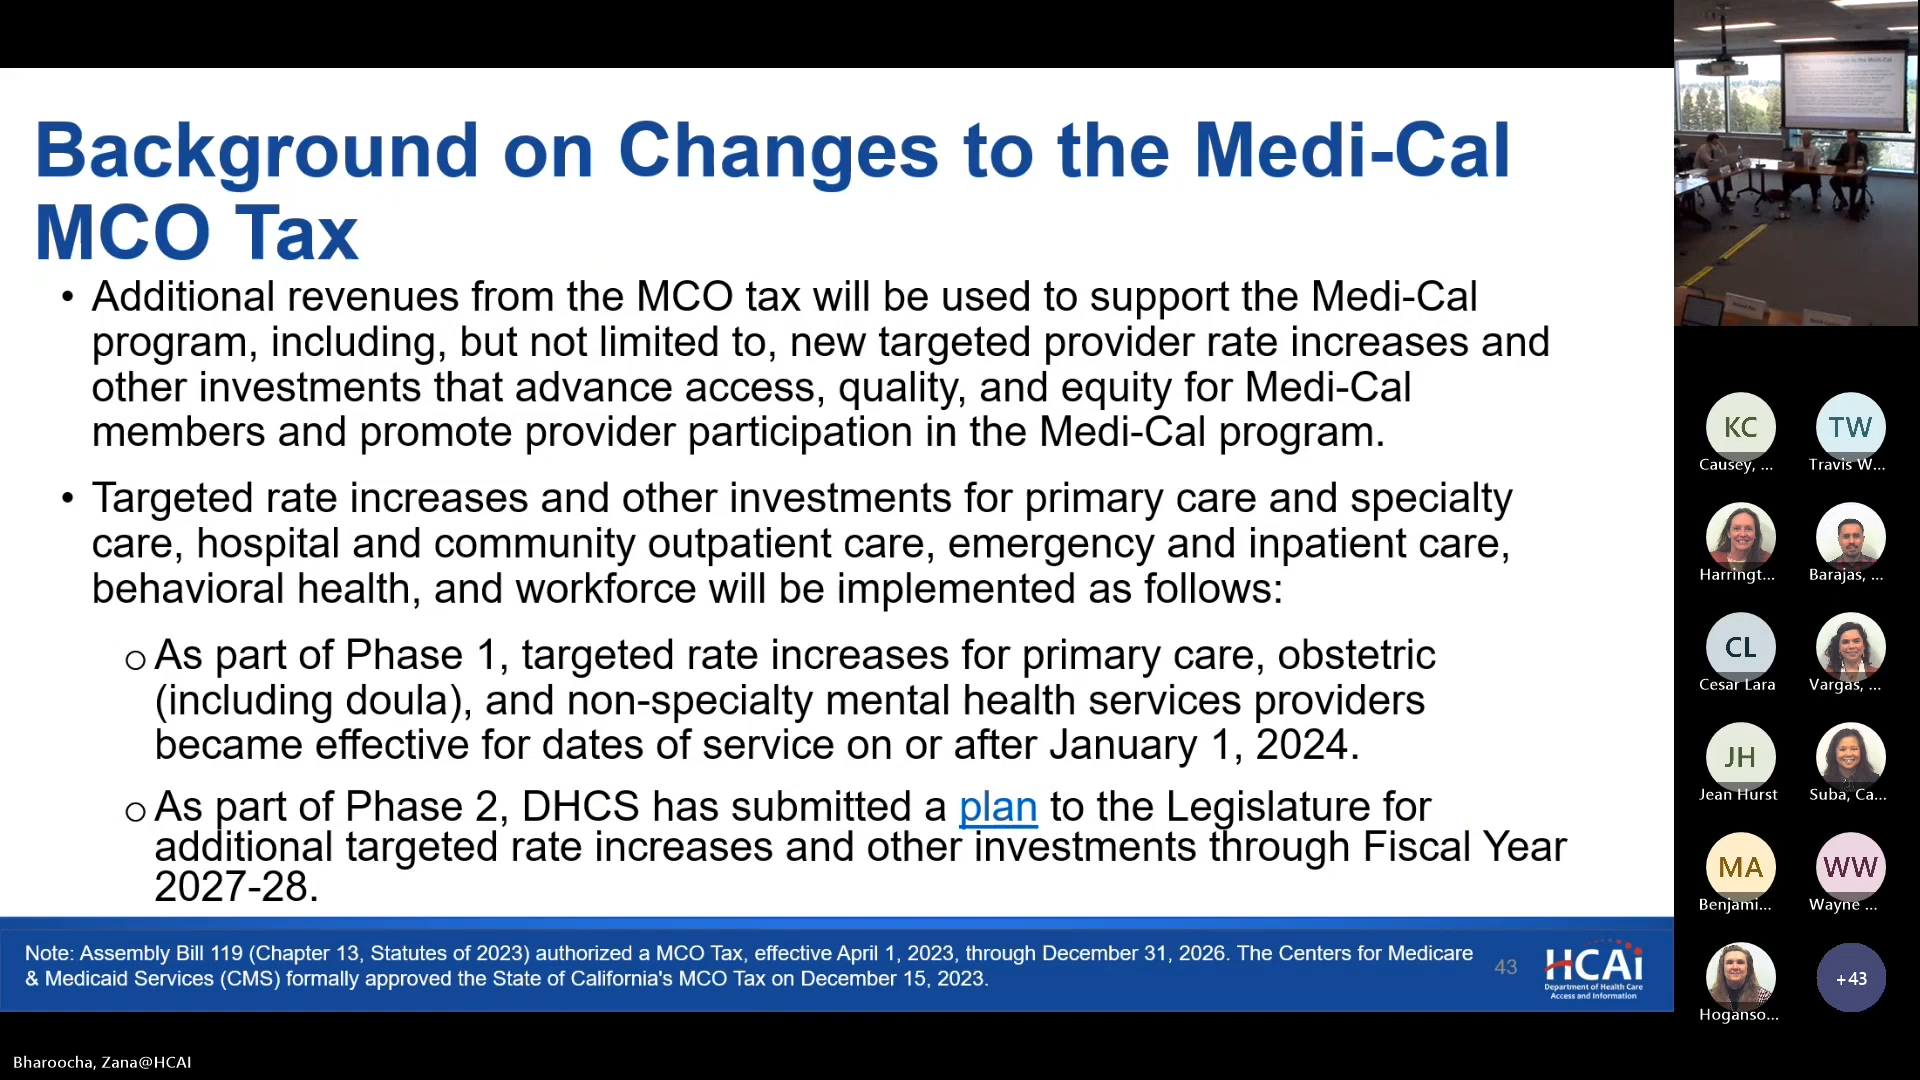 Background on Changes to the Medi-Cal
MCO Tax
• Additional revenues from the MCO tax will be used to support the Medi-Cal
program, including, but not limited to, new targeted provider rate increases and
other investments that advance access, quality, and equity for Medi-Cal
members and promote provider participation in the Medi-Cal program.
• Targeted rate increases and other investments for primary care and specialty
care, hospital and community outpatient care, emergency and inpatient care,
behavioral health, and workforce will be implemented as follows:
o As part of Phase 1, targeted rate increases for primary care, obstetric
(including doula), and non-specialty mental health services providers
became effective for dates of service on or after January 1, 2024.
o As part of Phase 2, DHCS has submitted a plan to the Legislature for
additional targeted rate increases and other investments through Fiscal Year
2027-28.
Note: Assembly Bill 119 (Chapter 13, Statutes of 2023) authorized a MCO Tax, effective April 1, 2023, through December 31, 2026. The Centers for Medicare
& Medicaid Services (CMS) formally approved the State of California's MCO Tax on December 15, 2023.
43
HCAi
Department of Health Care
Access and Information
KC
Causey, ...
TW
Travis W...
Harringt...
Barajas, ...
CL
Cesar Lara
Vargas, ...
JH
Jean Hurst
Suba, Ca...
MA
Benjami...
WW
Wayne ...
Hoganso...
+43
Bharoocha, Zana@HCAI